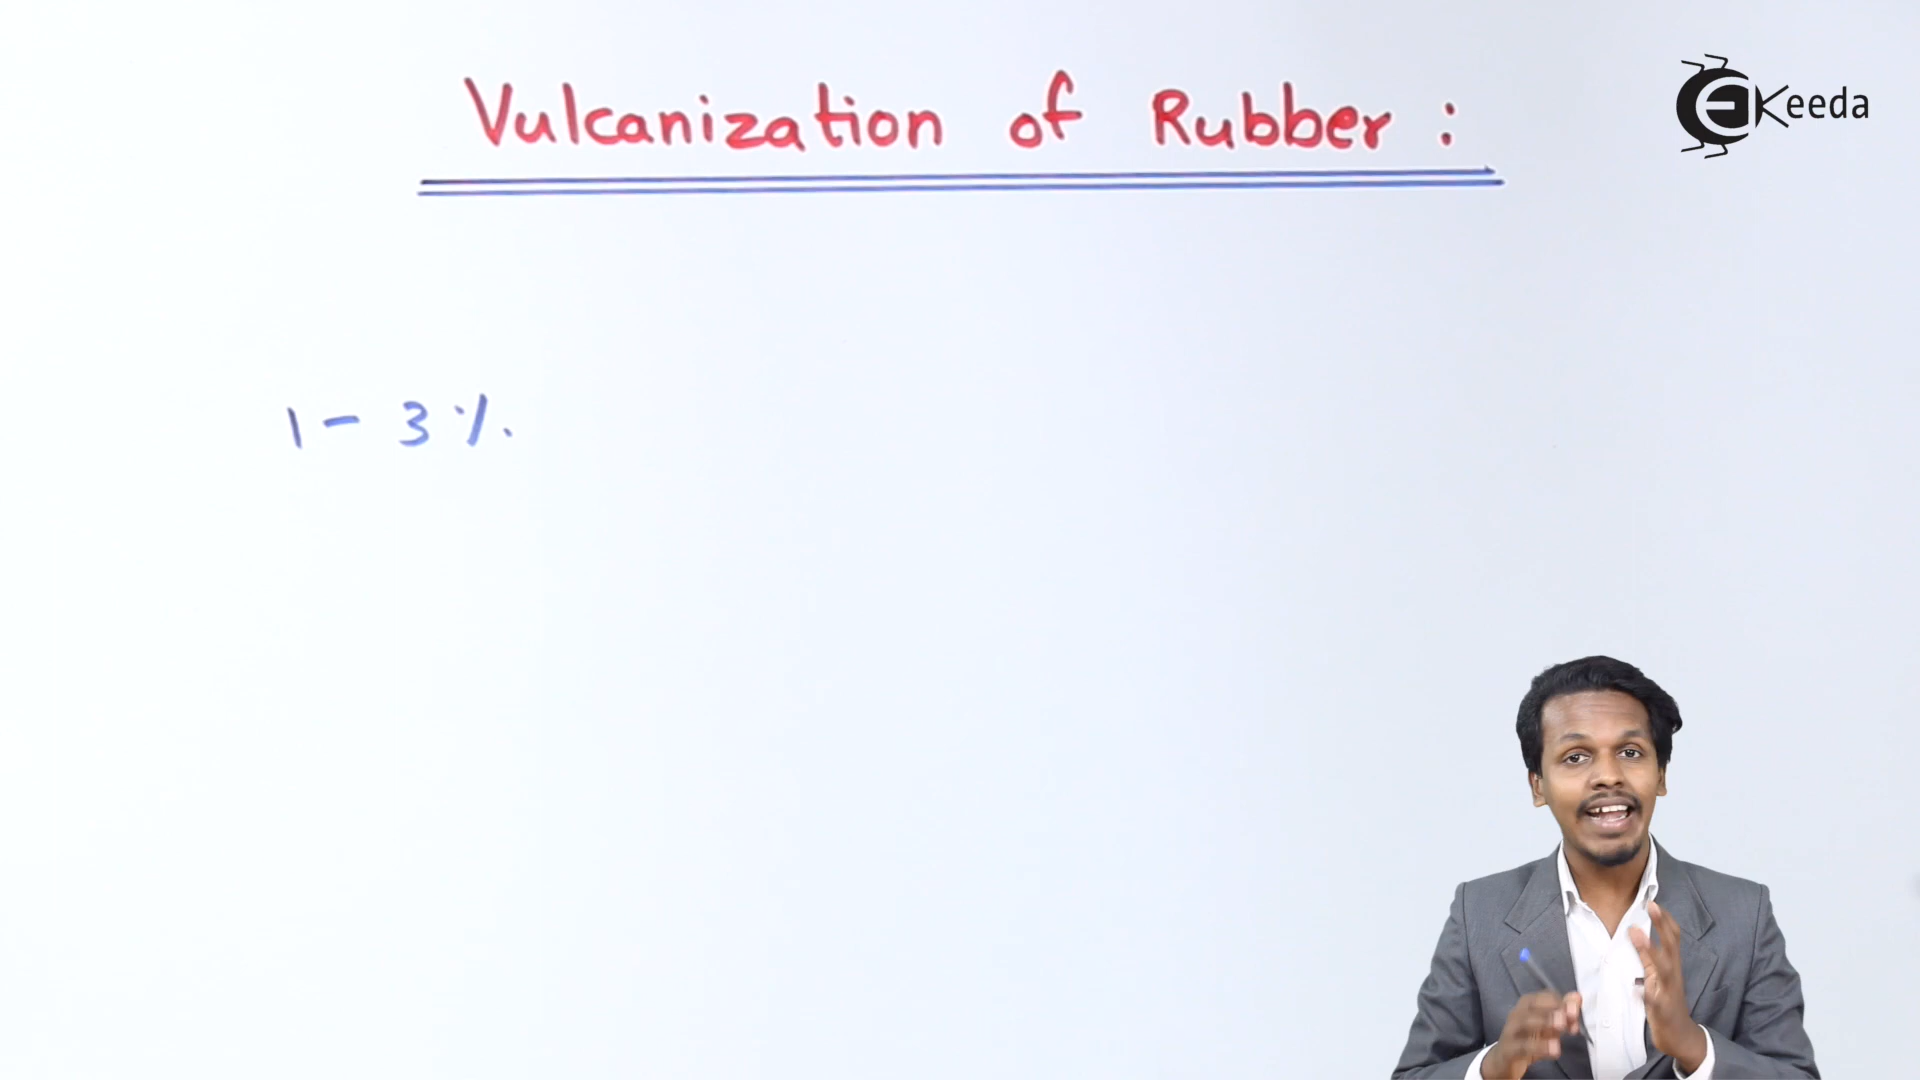 Vulcanization of Rubber :
EKeeda
1 - 3 %.